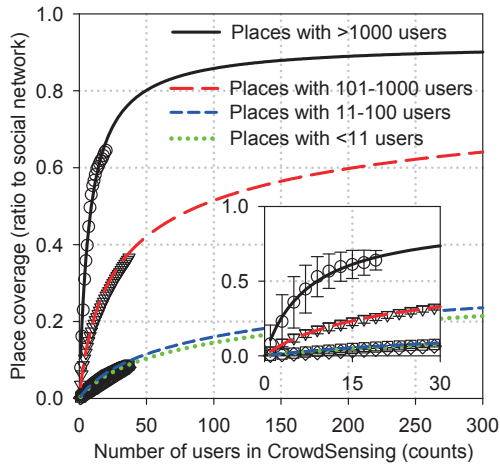 1.0
0.8
0.6
0.4
0.2
0.0
Place coverage (ratio to social network)
Places with >1000 users
Places with 101-1000 users
Places with 11-100 users
Places with <11 users
1.0
0.5
0.0
0 15 30
0 50 100 150 200 250 300
Number of users in CrowdSensing (counts)